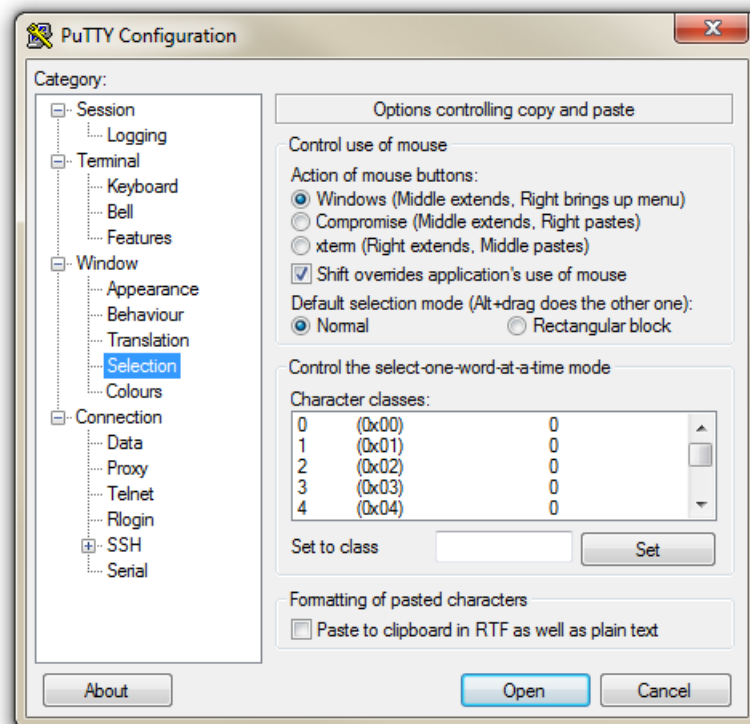 PuTTY Configuration
Category:
Session
Logging
Terminal
Keyboard
Bell
Features
Window
Appearance
Behaviour
Translation
Selection
Colours
Connection
Data
Proxy
Telnet
Rlogin
SSH
Serial
Options controlling copy and paste
Control use of mouse
Action of mouse buttons:
Windows (Middle extends, Right brings up menu)
Compromise (Middle extends, Right pastes)
xterm (Right extends, Middle pastes)
Shift overrides application's use of mouse
Default selection mode (Alt+drag does the other one):
Normal Rectangular block
Control the select-one-word-at-a-time mode
Character classes:
0 (0x00) 0
1 (0x01) 0
2 (0x02) 0
3 (0x03) 0
4 (0x04) 0
Set to class Set
Formatting of pasted characters
Paste to clipboard in RTF as well as plain text
About Open Cancel